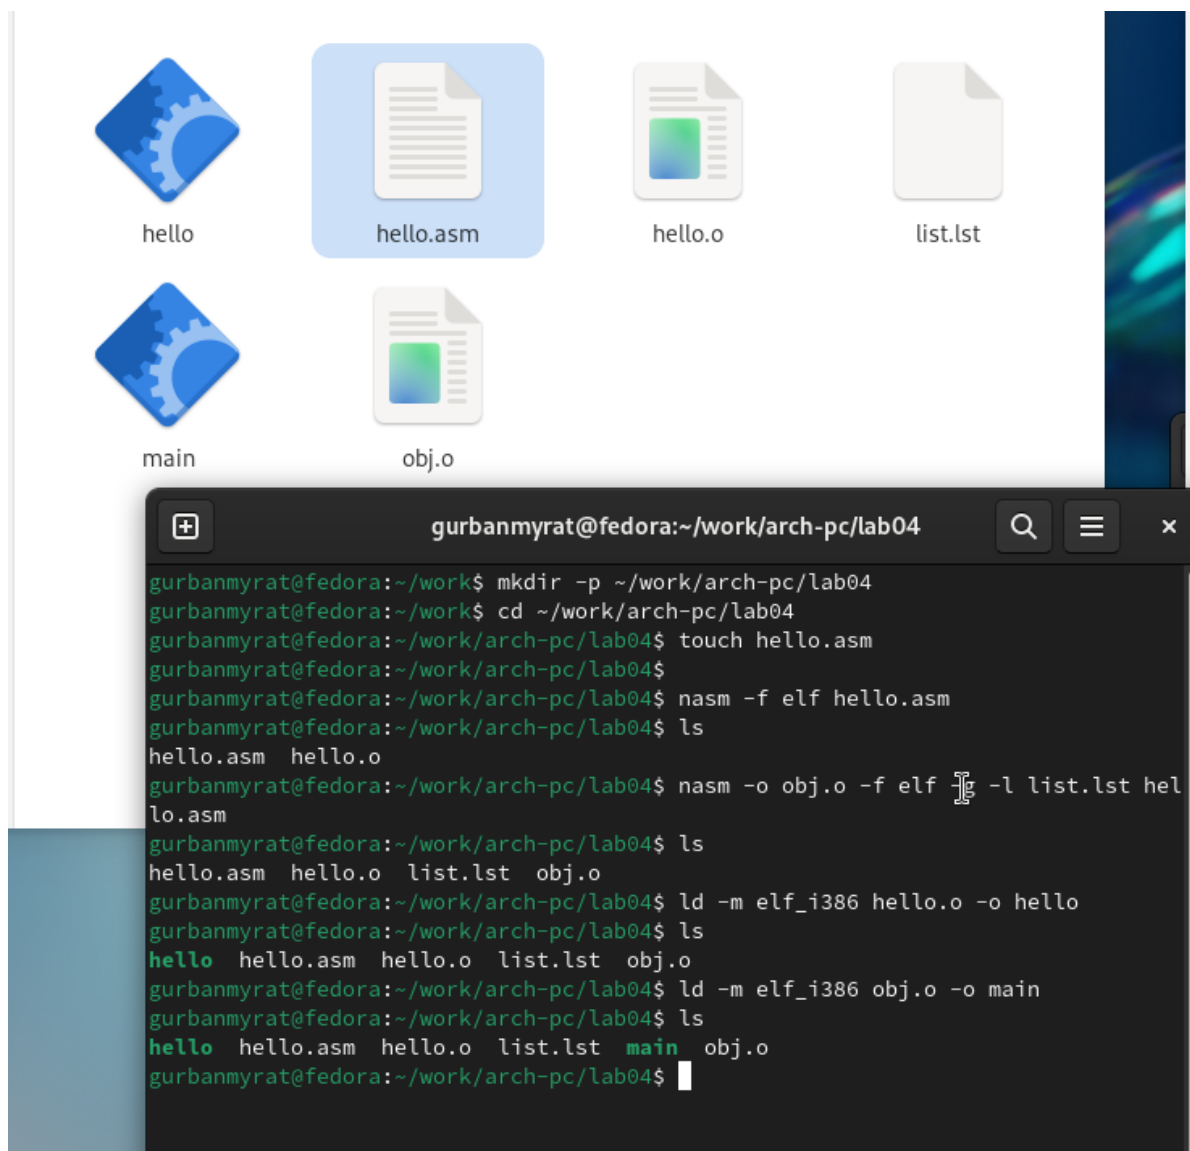 hello hello.asm hello.o list.lst
main obj.o
gurbanmyrat@fedora:~/work/arch-pc/lab04
gurbanmyrat@fedora:~/work$ mkdir -p ~/work/arch-pc/lab04
gurbanmyrat@fedora:~/work$ cd ~/work/arch-pc/lab04
gurbanmyrat@fedora:~/work/arch-pc/lab04$ touch hello.asm
gurbanmyrat@fedora:~/work/arch-pc/lab04$
gurbanmyrat@fedora:~/work/arch-pc/lab04$ nasm -f elf hello.asm
gurbanmyrat@fedora:~/work/arch-pc/lab04$ ls
hello.asm  hello.o
gurbanmyrat@fedora:~/work/arch-pc/lab04$ nasm -o obj.o -f elf -g -l list.lst hel
lo.asm
gurbanmyrat@fedora:~/work/arch-pc/lab04$ ls
hello.asm  hello.o  list.lst  obj.o
gurbanmyrat@fedora:~/work/arch-pc/lab04$ ld -m elf_i386 hello.o -o hello
gurbanmyrat@fedora:~/work/arch-pc/lab04$ ls
hello  hello.asm  hello.o  list.lst  obj.o
gurbanmyrat@fedora:~/work/arch-pc/lab04$ ld -m elf_i386 obj.o -o main
gurbanmyrat@fedora:~/work/arch-pc/lab04$ ls
hello  hello.asm  hello.o  list.lst  main  obj.o
gurbanmyrat@fedora:~/work/arch-pc/lab04$